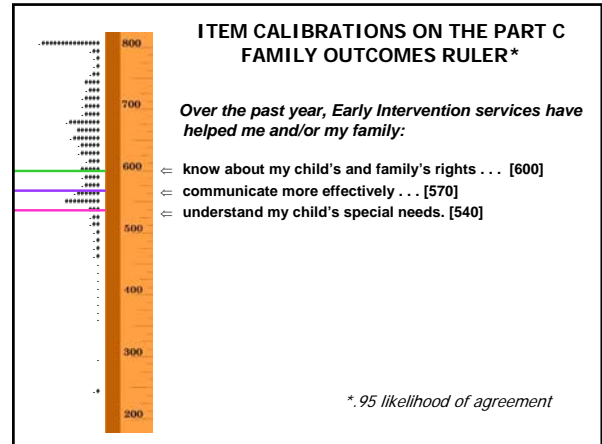 ITEM CALIBRATIONS ON THE PART C
FAMILY OUTCOMES RULER*
Over the past year, Early Intervention services have
helped me and/or my family:
⇐ know about my child's and family's rights . . . [600]
⇐ communicate more effectively . . . [570]
⇐ understand my child's special needs. [540]
800
700
600
500
400
300
200
*.95 likelihood of agreement